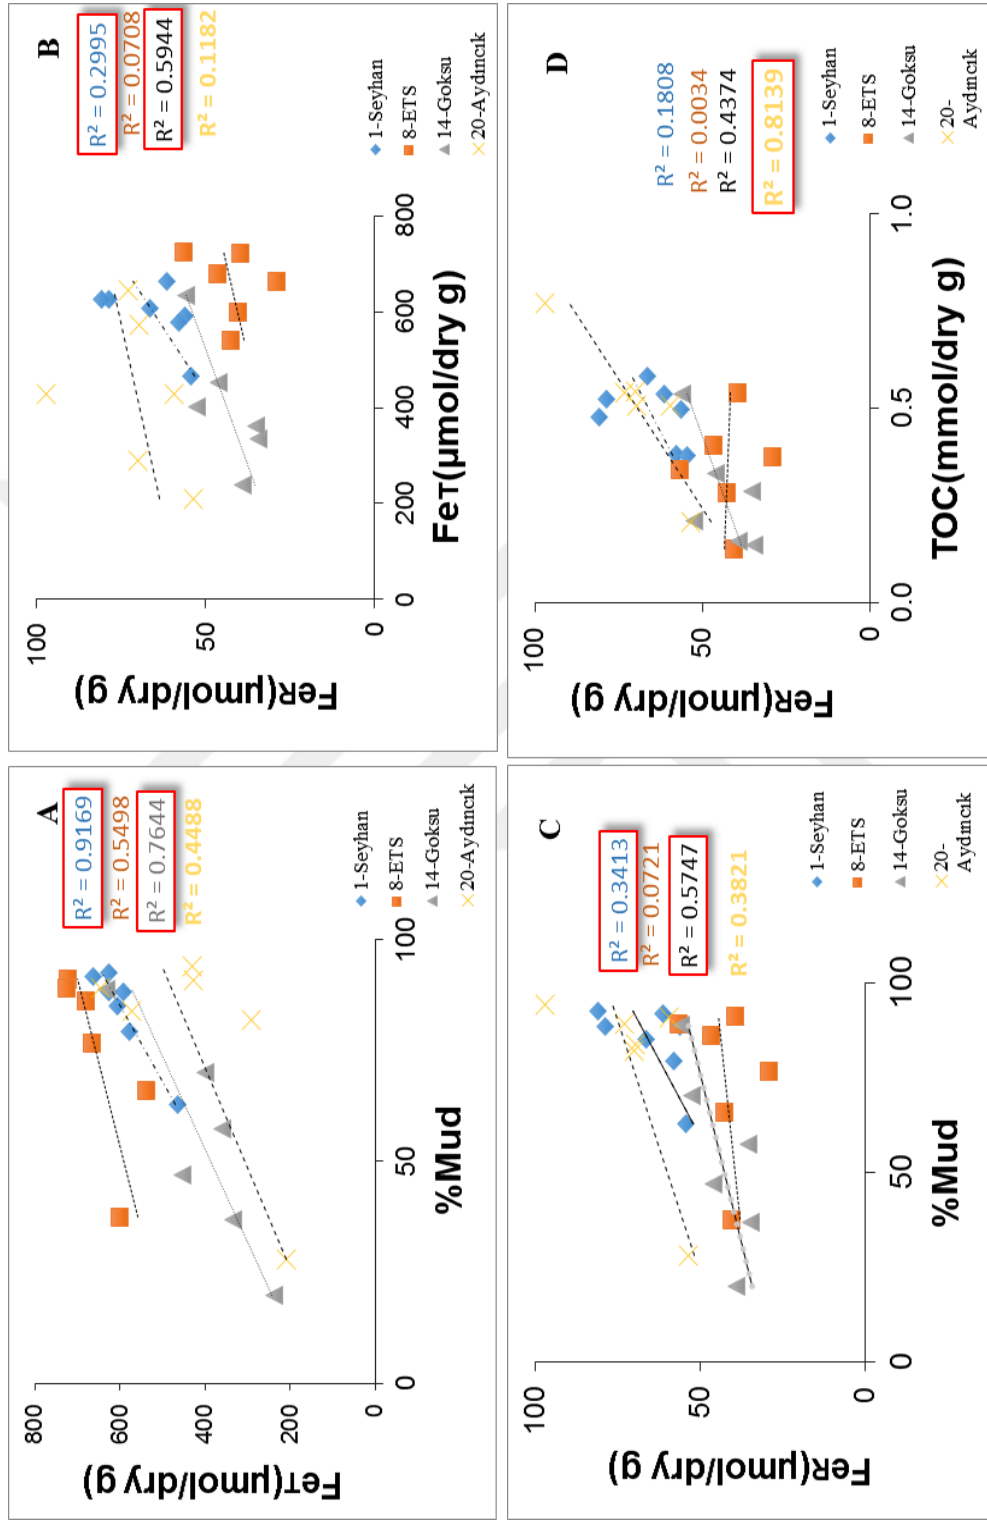 A
R² = 0.9169
R² = 0.5498
R² = 0.7644
R² = 0.4488
800
600
400
200
0
0
50
100
FeT(µmol/dry g)
%Mud
1-Seyhan
8-ETS
14-Goksu
20-Aydıncık
B
R² = 0.2995
R² = 0.0708
R² = 0.5944
R² = 0.1182
100
50
0
0
200
400
600
800
FeR(µmol/dry g)
FeT(µmol/dry g)
1-Seyhan
8-ETS
14-Goksu
20-Aydıncık
C
R² = 0.3413
R² = 0.0721
R² = 0.5747
R² = 0.3821
100
50
0
0
50
100
FeR(µmol/dry g)
%Mud
1-Seyhan
8-ETS
14-Goksu
20-
Aydıncık
D
R² = 0.1808
R² = 0.0034
R² = 0.4374
R² = 0.8139
100
50
0
0.0
0.5
1.0
FeR(µmol/dry g)
TOC(mmol/dry g)
1-Seyhan
8-ETS
14-Goksu
20-
Aydıncık